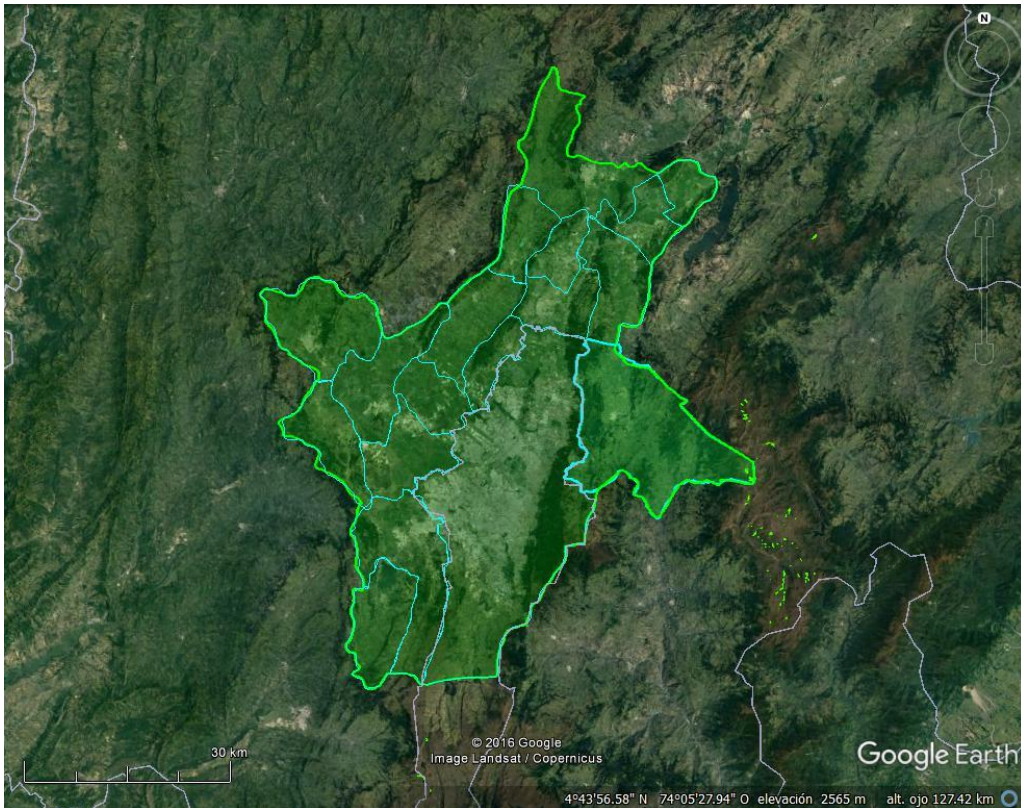 N
30 km
© 2016 Google
Image Landsat / Copernicus
Google Earth
4°43'56.58" N 74°05'27.94" O elevación 2565 m alt. ojo 127.42 km